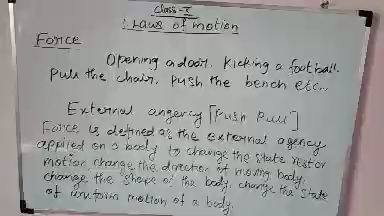 Class-X
Laws of motion
Force
Opening a door. Kicking a football.
Pull the chair, Push the bench etc..
External angency [Push Pull]
Force is defined as the external agency
applied on a body to change the state rest or
motion change the direction of moving body,
change the shape of the body, change the state
of uniform motion of a body.